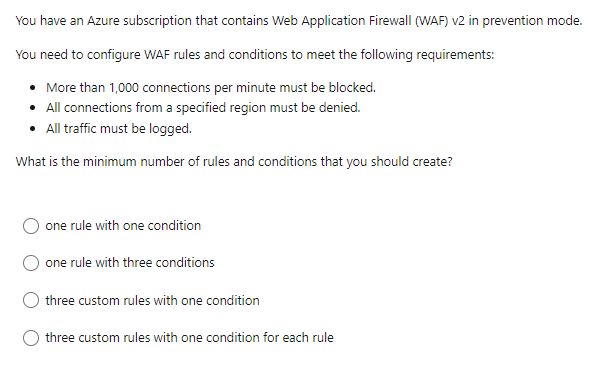 You have an Azure subscription that contains Web Application Firewall (WAF) v2 in prevention mode.
You need to configure WAF rules and conditions to meet the following requirements:
• More than 1,000 connections per minute must be blocked.
• All connections from a specified region must be denied.
• All traffic must be logged.
What is the minimum number of rules and conditions that you should create?
one rule with one condition
one rule with three conditions
three custom rules with one condition
three custom rules with one condition for each rule